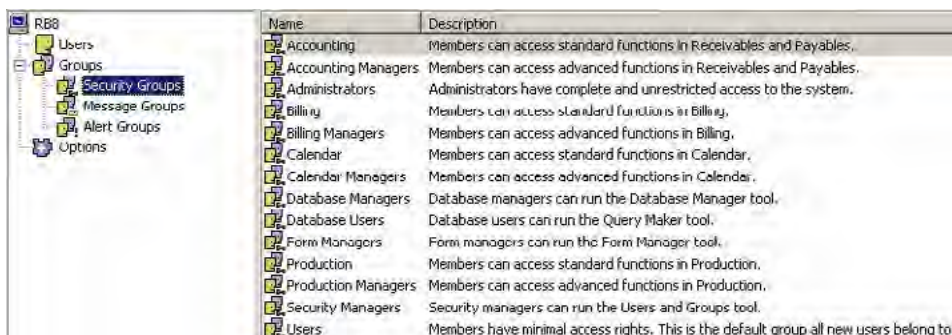 RB8
Users
Groups
Security Groups
Message Groups
Alert Groups
Options
Name Description
Accounting Members can access standard functions in Receivables and Payables.
Accounting Managers Members can access advanced functions in Receivables and Payables.
Administrators Administrators have complete and unrestricted access to the system.
Billing Members can access standard functions in Billing.
Billing Managers Members can access advanced functions in Billing.
Calendar Members can access standard functions in Calendar.
Calendar Managers Members can access advanced functions in Calendar.
Database Managers Database managers can run the Database Manager tool.
Database Users Database users can run the Query Maker tool.
Form Managers Form managers can run the Form Manager tool.
Production Members can access standard functions in Production.
Production Managers Members can access advanced functions in Production.
Security Managers Security managers can run the Users and Groups tool.
Users Members have minimal access rights. This is the default group all new users belong to